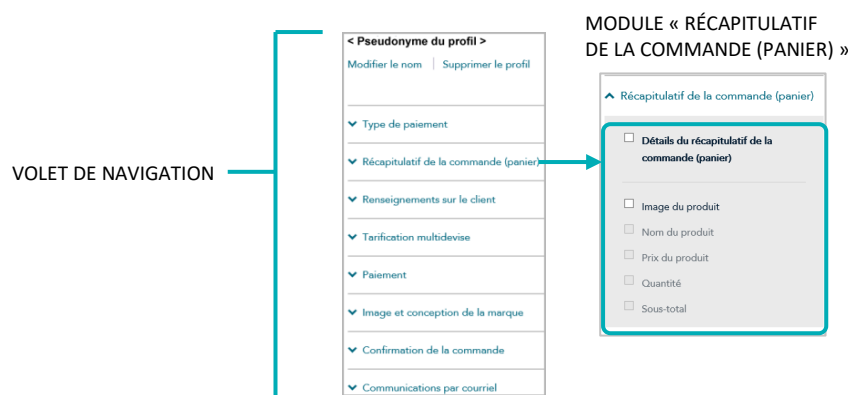 MODULE « RÉCAPITULATIF
DE LA COMMANDE (PANIER) »
VOLET DE NAVIGATION
< Pseudonyme du profil >
Modifier le nom | Supprimer le profil
Type de paiement
Récapitulatif de la commande (panier)
Renseignements sur le client
Tarification multidevise
Paiement
Image et conception de la marque
Confirmation de la commande
Communications par courriel
Récapitulatif de la commande (panier)
Détails du récapitulatif de la
commande (panier)
Image du produit
Nom du produit
Prix du produit
Quantité
Sous-total